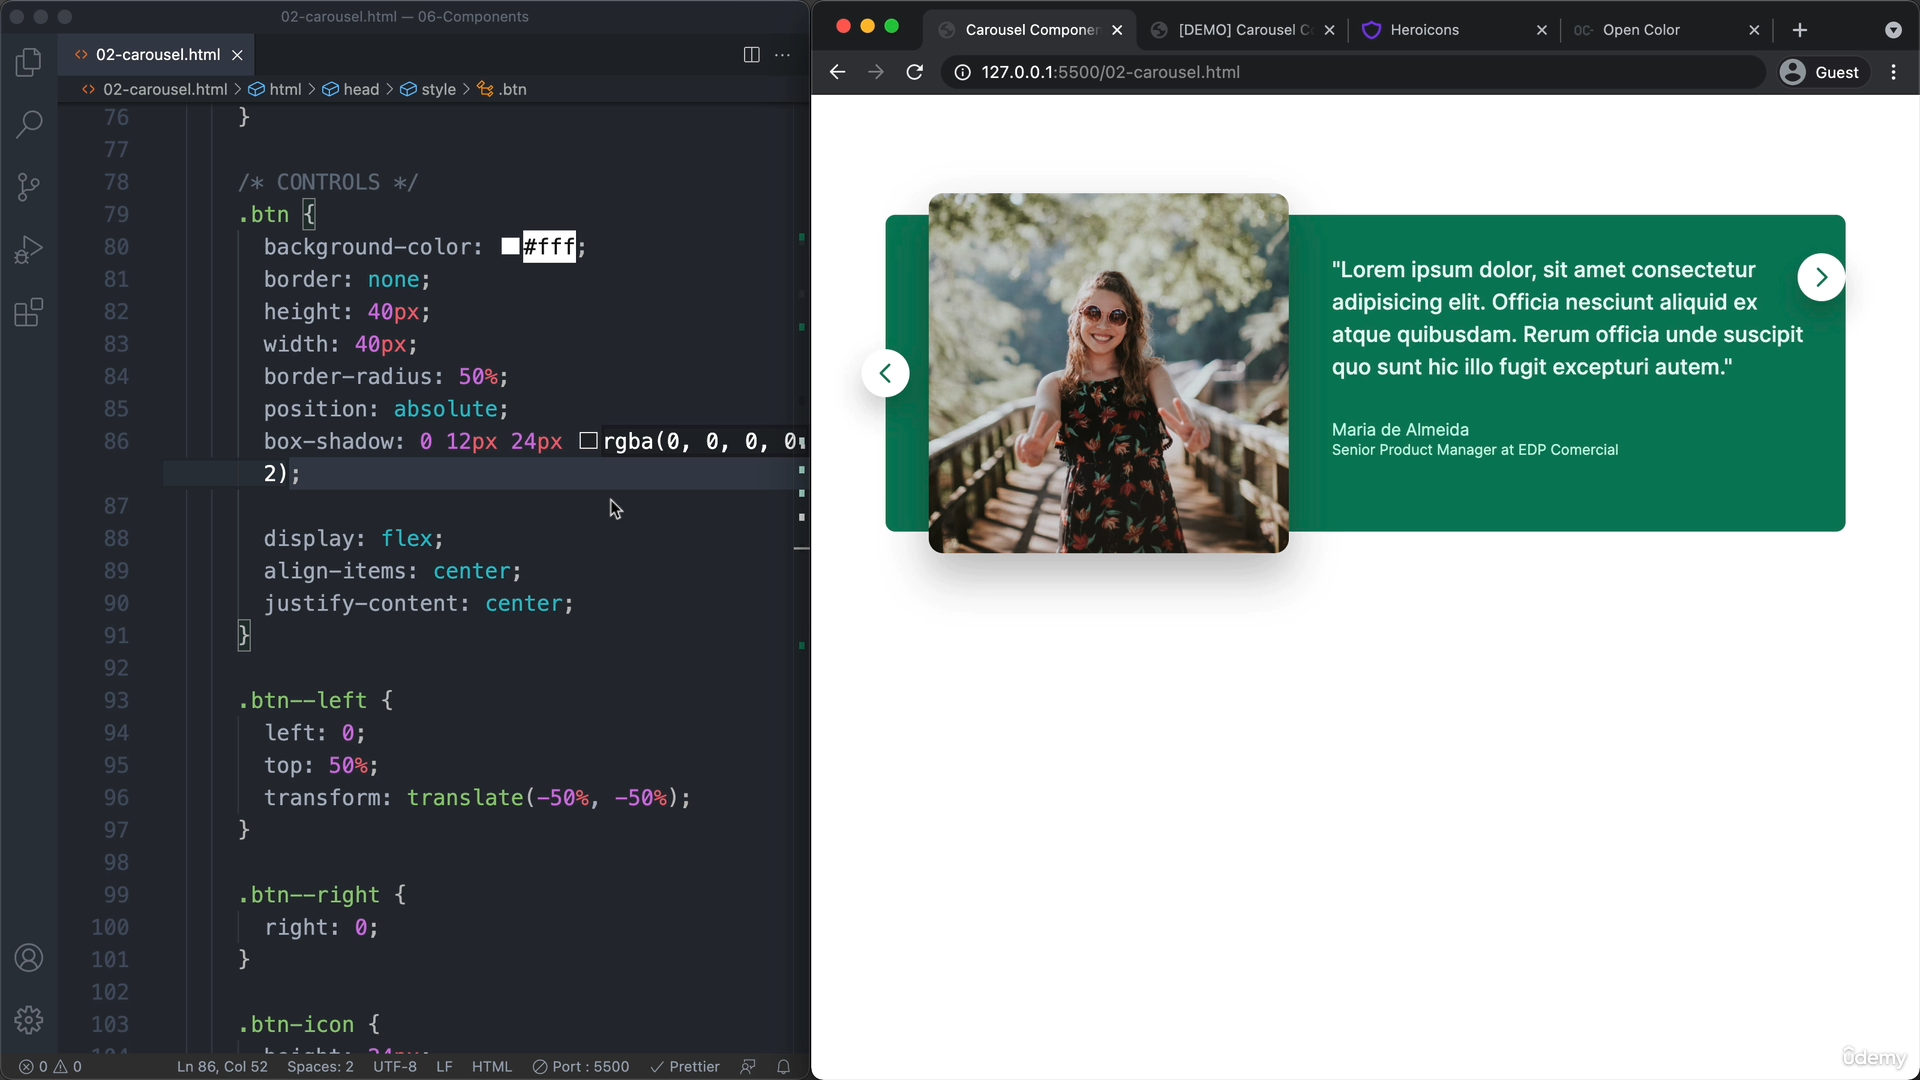 02-carousel.html — 06-Components
02-carousel.html
02-carousel.html > html > head > style > .btn
76 }
77
78 /* CONTROLS */
79 .btn {
80 background-color: #fff;
81 border: none;
82 height: 40px;
83 width: 40px;
84 border-radius: 50%;
85 position: absolute;
86 box-shadow: 0 12px 24px rgba(0, 0, 0, 0.
2);
87
88 display: flex;
89 align-items: center;
90 justify-content: center;
91 }
92
93 .btn--left {
94 left: 0;
95 top: 50%;
96 transform: translate(-50%, -50%);
97 }
98
99 .btn--right {
100 right: 0;
101 }
102
103 .btn-icon {
104 height: 24px;
0 0 Ln 86, Col 52 Spaces: 2 UTF-8 LF HTML Port : 5500 Prettier
Carousel Componen [DEMO] Carousel C Heroicons Open Color
127.0.0.1:5500/02-carousel.html Guest
"Lorem ipsum dolor, sit amet consectetur
adipisicing elit. Officia nesciunt aliquid ex
atque quibusdam. Rerum officia unde suscipit
quo sunt hic illo fugit excepturi autem."
Maria de Almeida
Senior Product Manager at EDP Comercial
ûdemy